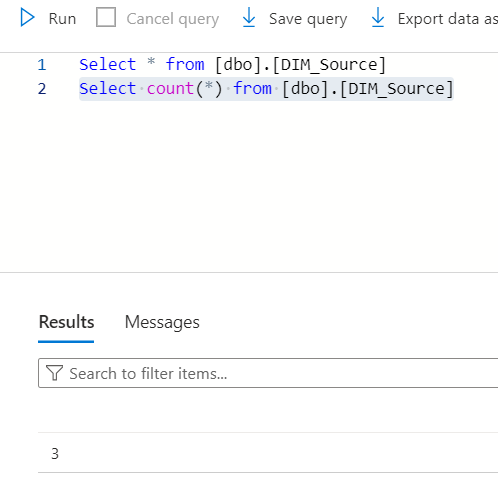 Run Cancel query Save query Export data as
1 Select * from [dbo].[DIM_Source]
2 Select count(*) from [dbo].[DIM_Source]
Results Messages
Search to filter items...
3